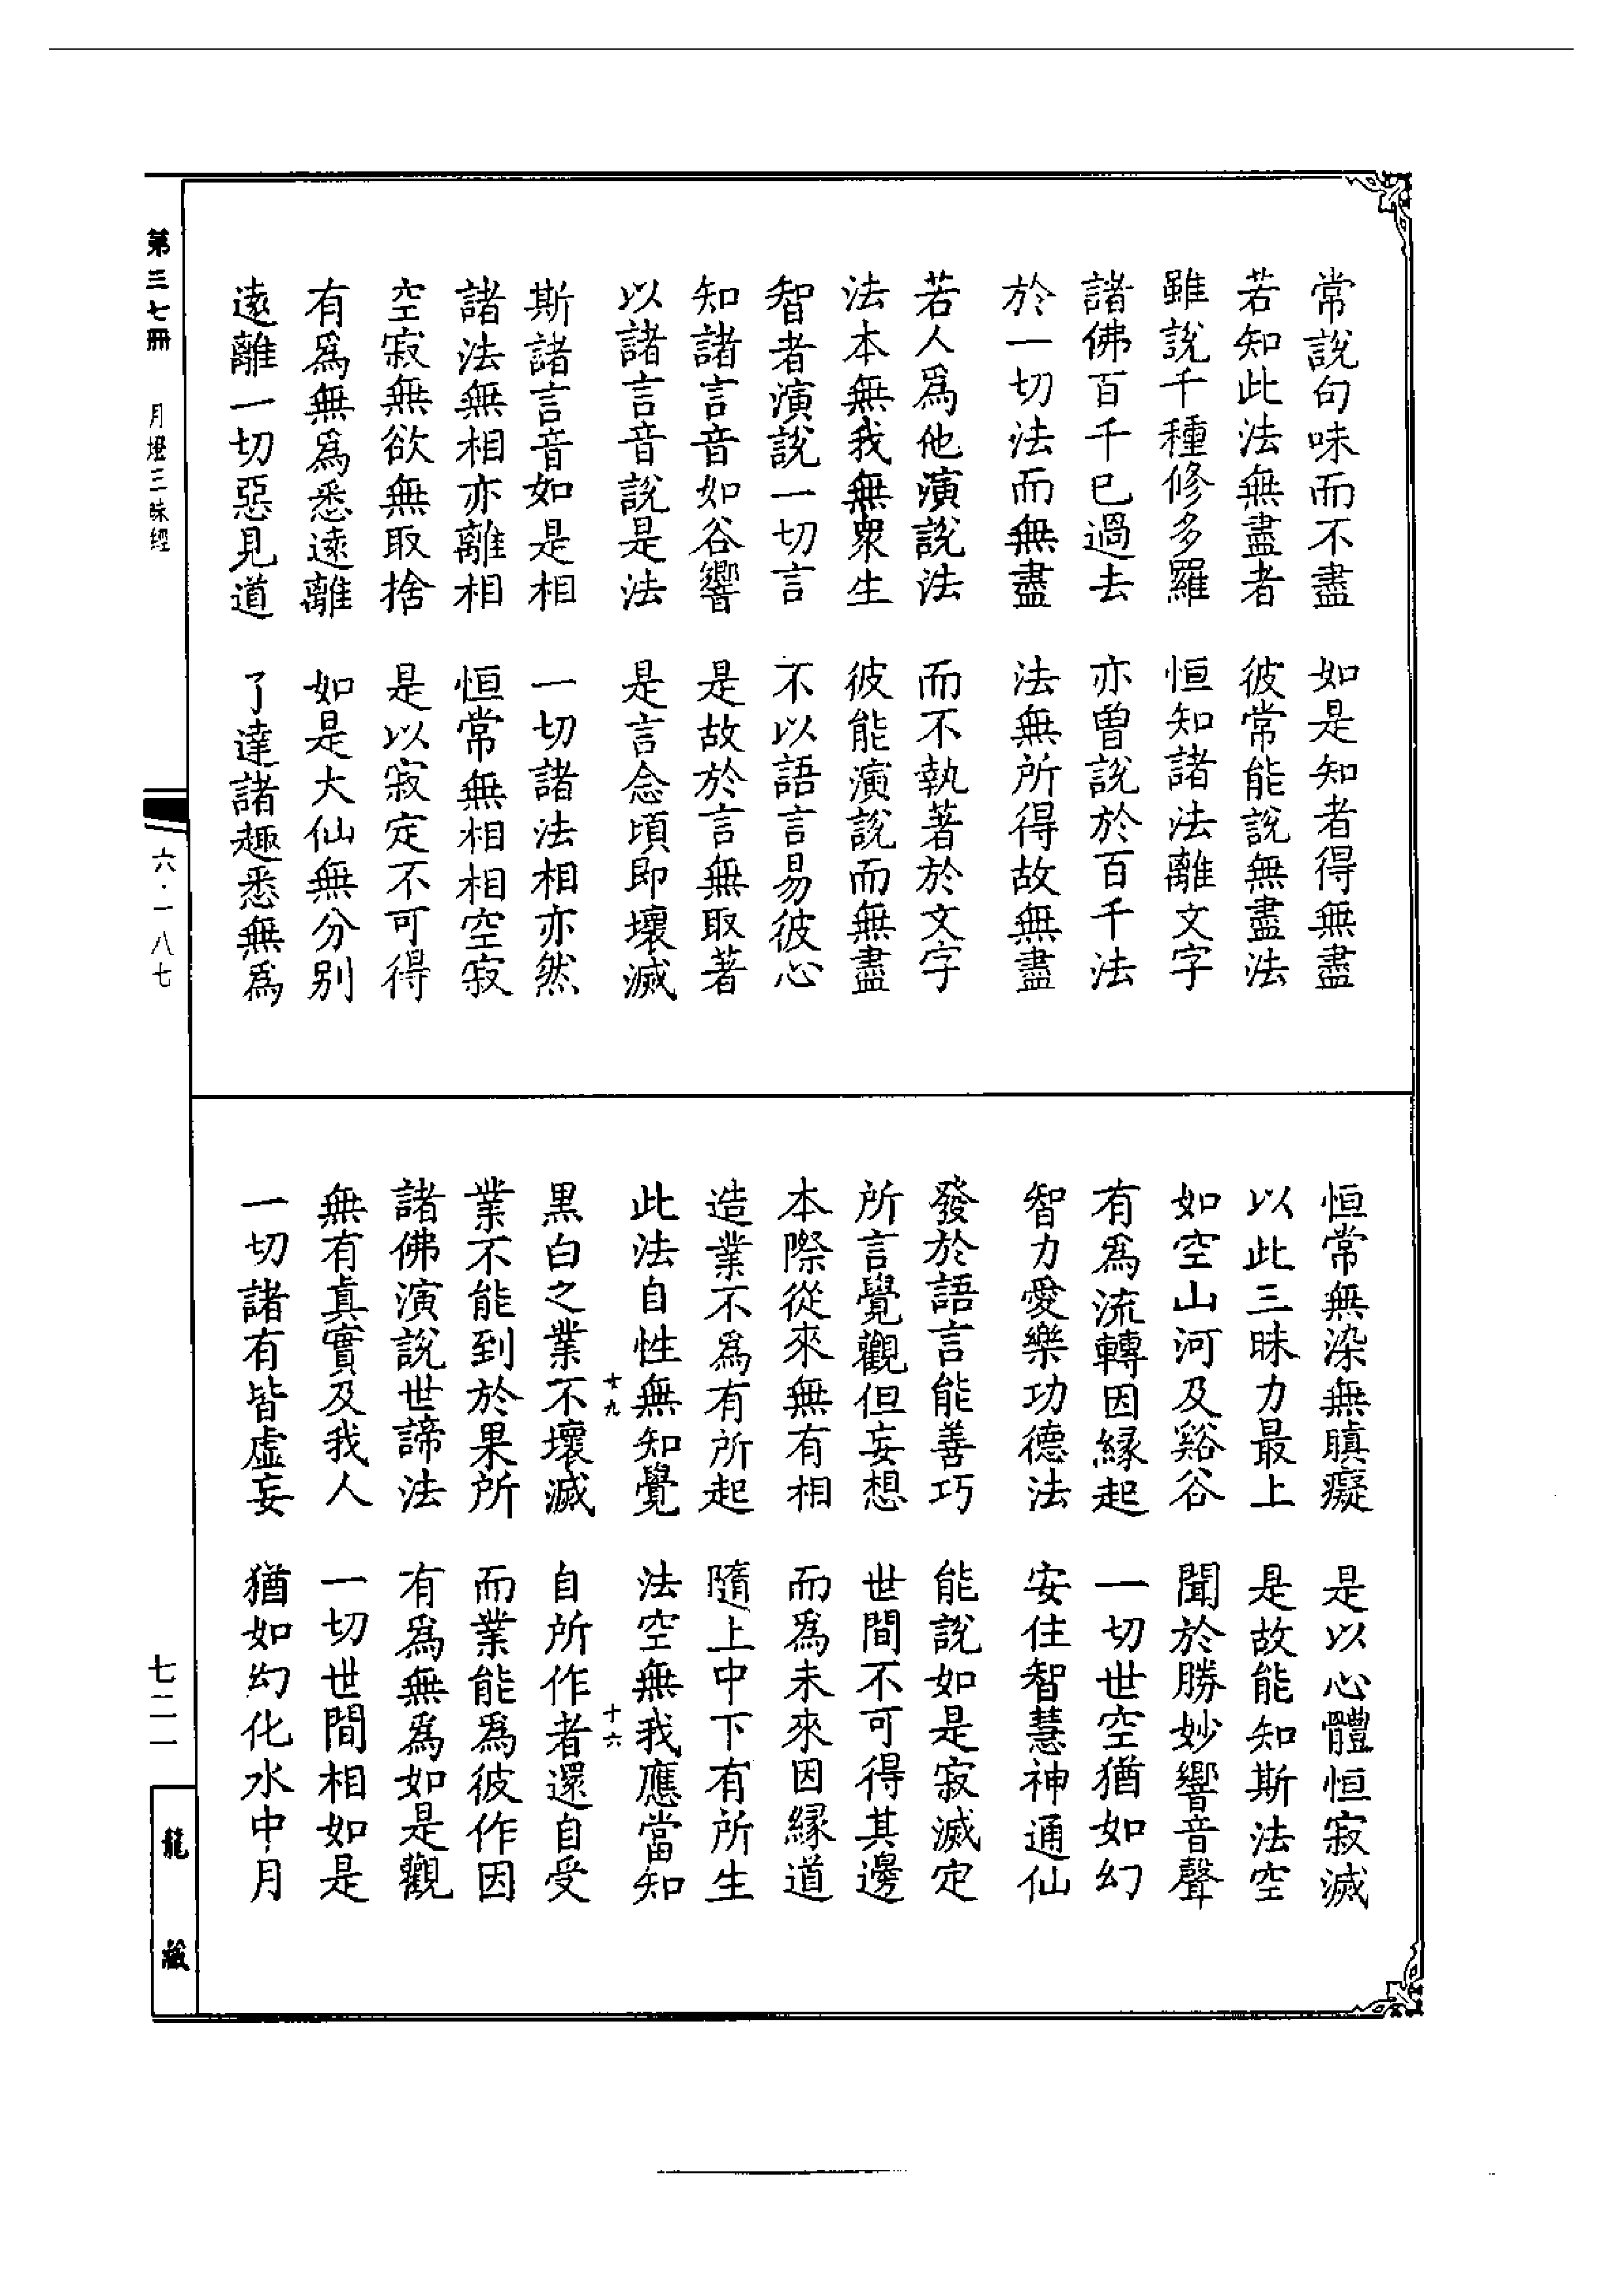 常說句味而不盡　如是知者得無盡
若知此法無盡者　彼常能說無盡法
雖說千種修多羅　恒知諸法離文字
諸佛百千已過去　亦曾說於百千法
於一切法而無盡　法無所得故無盡
若人爲他演說法　而不執著於文字
法本無我無衆生　彼能演說而無盡
智者演說一切言　不以語言易彼心
知諸言音如谷響　是故於言無取著
以諸言音說是法　是言念頃即壞滅
斯諸言音如是相　一切諸法相亦然
諸法無相亦離相　恒常無相相空寂
空寂無欲無取捨　是以寂定不可得
有爲無爲悉遠離　如是大仙無分別
遠離一切惡見道　了達諸趣悉無爲
恒常無染無瞋癡　是以心體恒寂滅
以此三昧力最上　是故能知斯法空
如空山河及谿谷　聞於勝妙響音聲
有爲流轉因緣起　一切世空猶如幻
智力愛樂功德法　安住智慧神通仙
發於語言能善巧　能說如是寂滅定
所言覺觀但妄想　世間不可得其邊
本際從來無有相　而爲未來因緣道
造業不爲有所起　隨上中下有所生
此法自性無知覺　法空無我應當知
七九　十六
黑白之業不壞滅　自所作者還自受
業不能到於果所　而業能爲彼作因
諸佛演說世諦法　有爲無爲如是觀
無有眞實及我人　一切世間相如是
一切諸有皆虛妄　猶如幻化水中月
第三七冊　月燈三昧經
六·一八七
七二一
龍藏